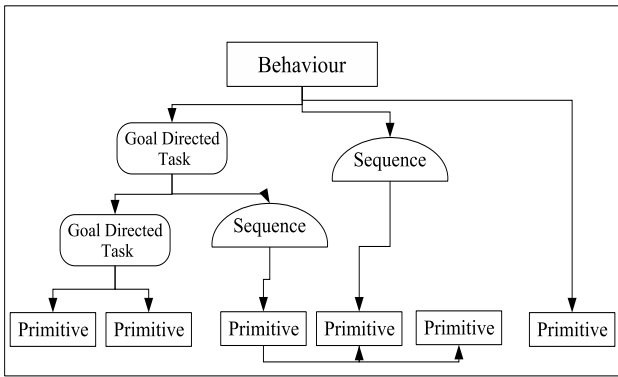 Behaviour
Goal Directed
Task
Sequence
Goal Directed
Task
Sequence
Primitive
Primitive
Primitive
Primitive
Primitive
Primitive